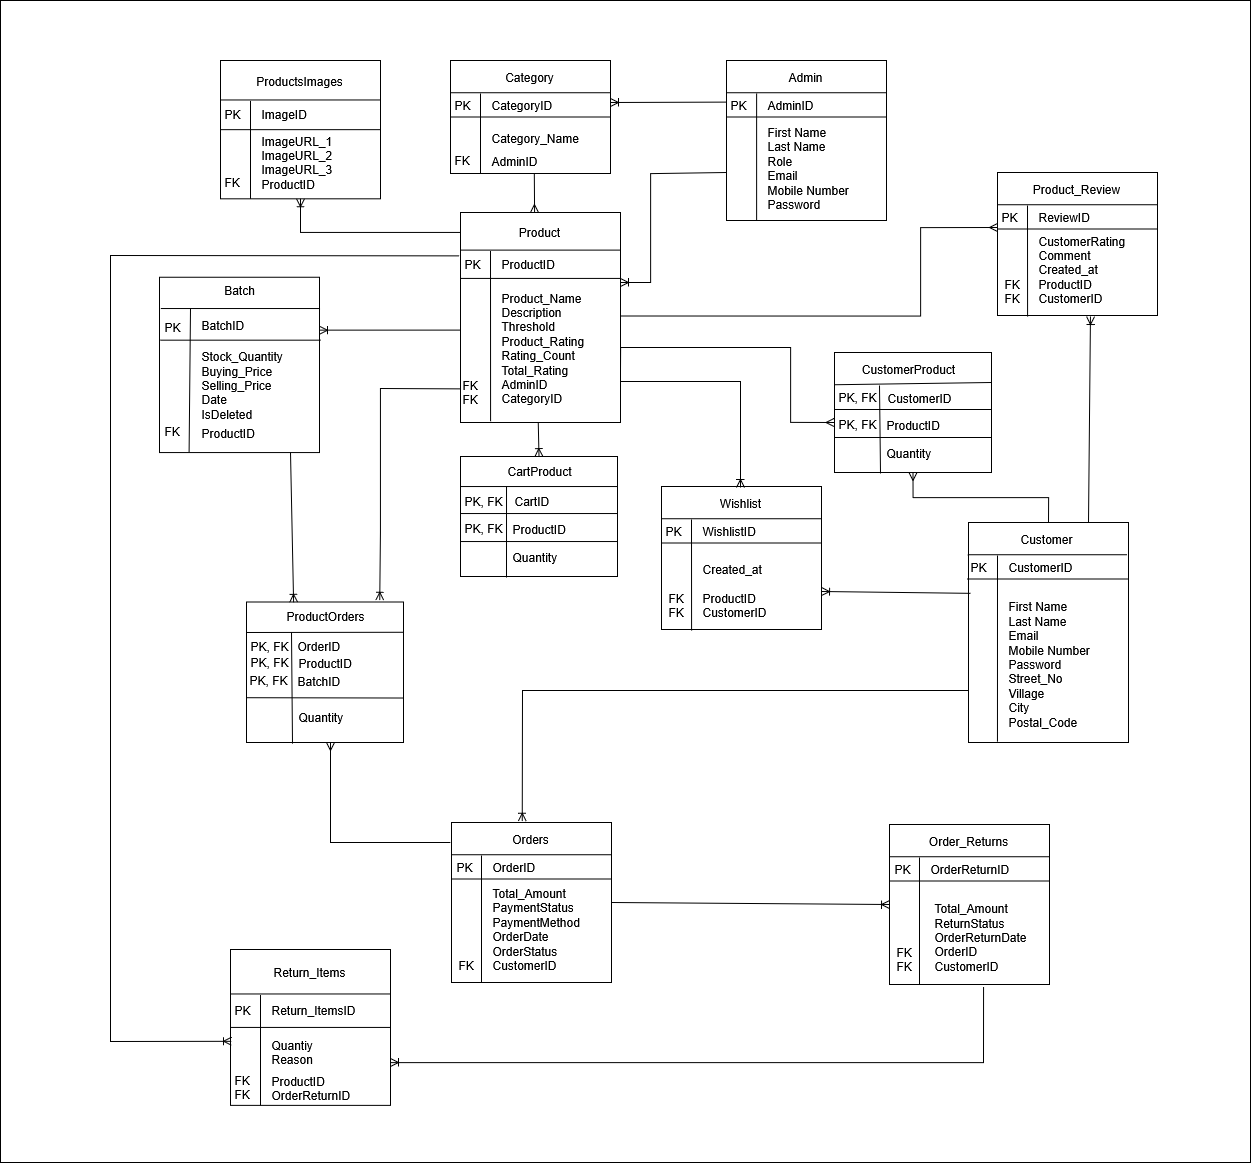 ProductsImages
PK ImageID
ImageURL_1
ImageURL_2
ImageURL_3
FK ProductID
Category
PK CategoryID
Category_Name
FK AdminID
Admin
PK AdminID
First Name
Last Name
Role
Email
Mobile Number
Password
Product_Review
PK ReviewID
CustomerRating
Comment
Created_at
FK ProductID
FK CustomerID
Product
PK ProductID
Product_Name
Description
Threshold
Product_Rating
Rating_Count
Total_Rating
FK AdminID
FK CategoryID
Batch
PK BatchID
Stock_Quantity
Buying_Price
Selling_Price
Date
IsDeleted
FK ProductID
CustomerProduct
PK, FK CustomerID
PK, FK ProductID
Quantity
CartProduct
PK, FK CartID
PK, FK ProductID
Quantity
Wishlist
PK WishlistID
Created_at
FK ProductID
FK CustomerID
Customer
PK CustomerID
First Name
Last Name
Email
Mobile Number
Password
Street_No
Village
City
Postal_Code
ProductOrders
PK, FK OrderID
PK, FK ProductID
PK, FK BatchID
Quantity
Orders
PK OrderID
Total_Amount
PaymentStatus
PaymentMethod
OrderDate
OrderStatus
FK CustomerID
Order_Returns
PK OrderReturnID
Total_Amount
ReturnStatus
OrderReturnDate
FK OrderID
FK CustomerID
Return_Items
PK Return_ItemsID
Quantiy
Reason
FK ProductID
FK OrderReturnID